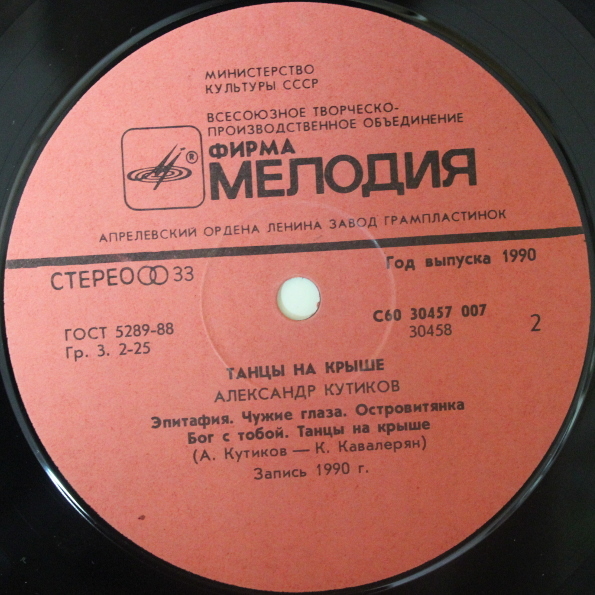 МИНИСТЕРСТВО
КУЛЬТУРЫ СССР
ВСЕСОЮЗНОЕ ТВОРЧЕСКО-
ПРОИЗВОДСТВЕННОЕ ОБЪЕДИНЕНИЕ
® ФИРМА
МЕЛОДИЯ
АПРЕЛЕВСКИЙ ОРДЕНА ЛЕНИНА ЗАВОД ГРАМПЛАСТИНОК
СТЕРЕО 33
Год выпуска 1990
ГОСТ 5289-88
Гр. 3. 2-25
С60 30457 007
30458
2
ТАНЦЫ НА КРЫШЕ
АЛЕКСАНДР КУТИКОВ
Эпитафия. Чужие глаза. Островитянка
Бог с тобой. Танцы на крыше
(А. Кутиков — К. Кавалерян)
Запись 1990 г.